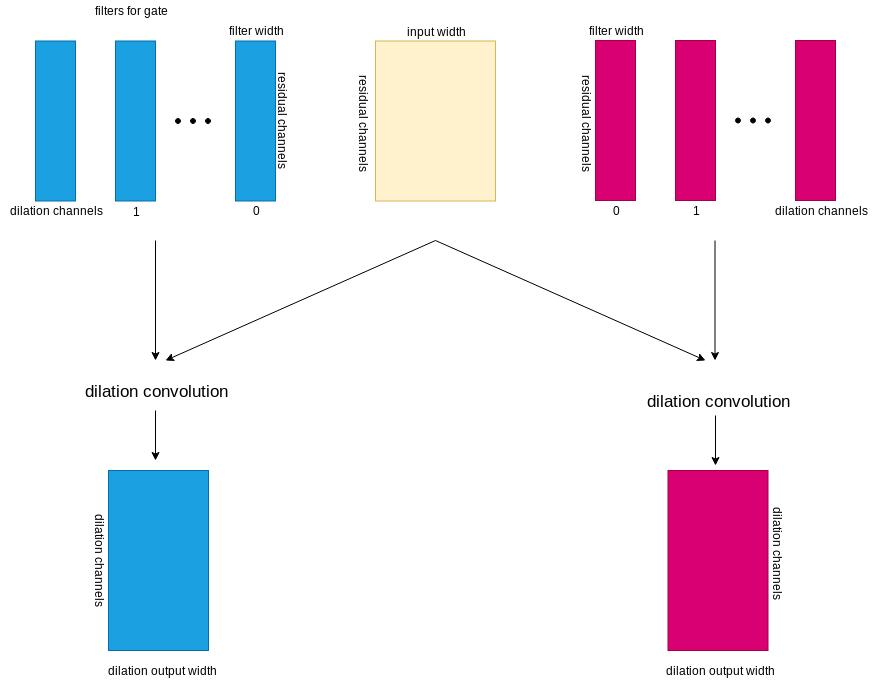 filters for gate
filter width
input width
filter width
residual channels
residual channels
residual channels
dilation channels
1
0
0
1
dilation channels
dilation convolution
dilation convolution
dilation channels
dilation channels
dilation output width
dilation output width